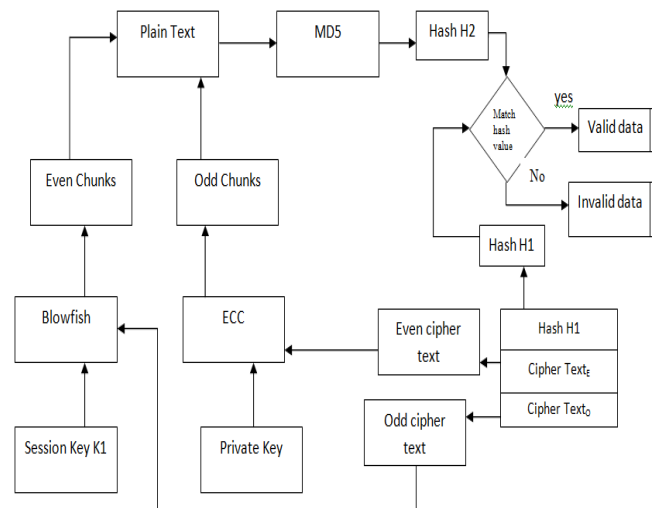 Plain Text
MD5
Hash H2
Match
hash
value
yes
Valid data
No
Invalid data
Even Chunks
Odd Chunks
Hash H1
Blowfish
ECC
Even cipher
text
Hash H1
Cipher TextE
Cipher TextO
Session Key K1
Private Key
Odd cipher
text